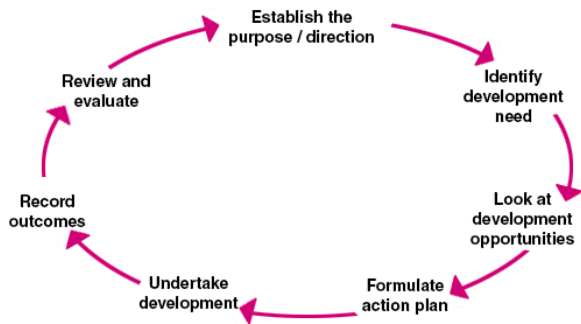 Establish the
purpose / direction
Identify
development
need
Look at
development
opportunities
Formulate
action plan
Undertake
development
Record
outcomes
Review and
evaluate